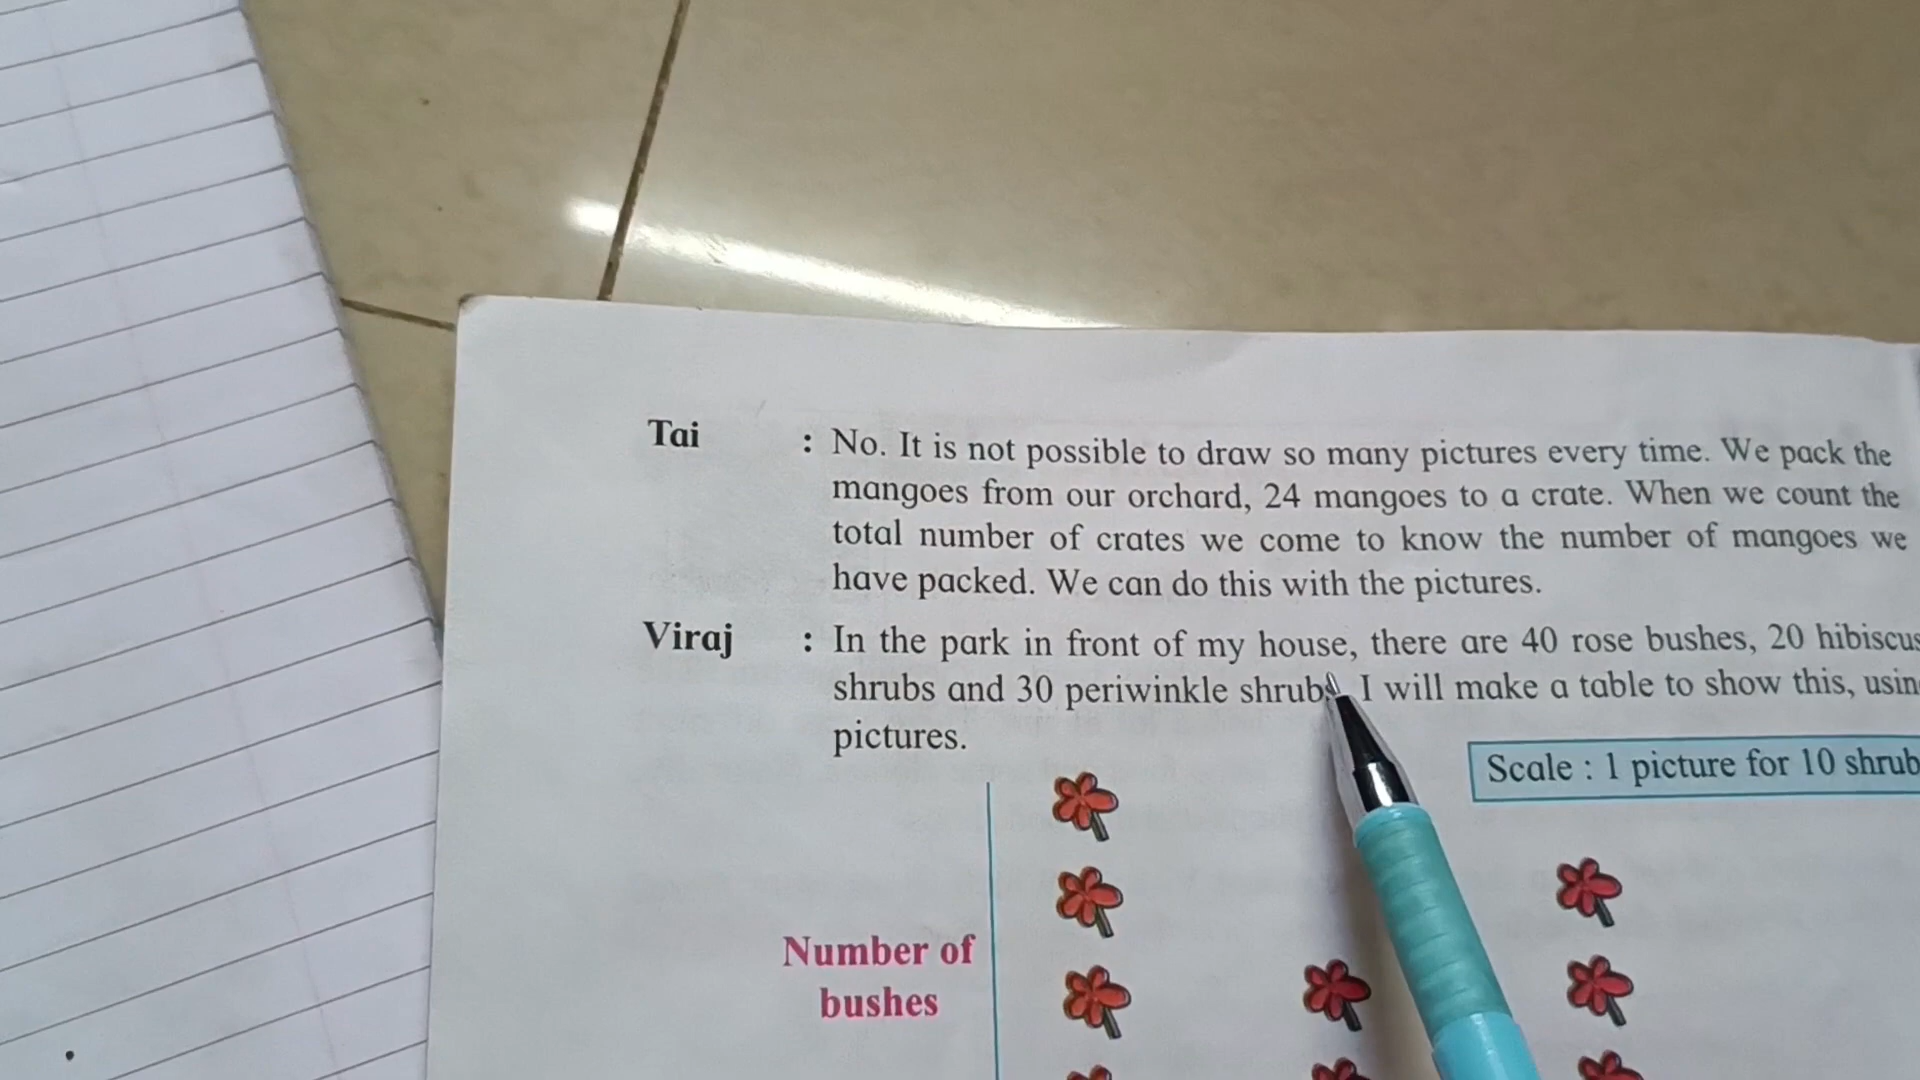 Tai : No. It is not possible to draw so many pictures every time. We pack the
mangoes from our orchard, 24 mangoes to a crate. When we count the
total number of crates we come to know the number of mangoes we
have packed. We can do this with the pictures.
Viraj : In the park in front of my house, there are 40 rose bushes, 20 hibiscus
shrubs and 30 periwinkle shrubs. I will make a table to show this, usin
pictures.
Scale : 1 picture for 10 shrub
Number of
bushes